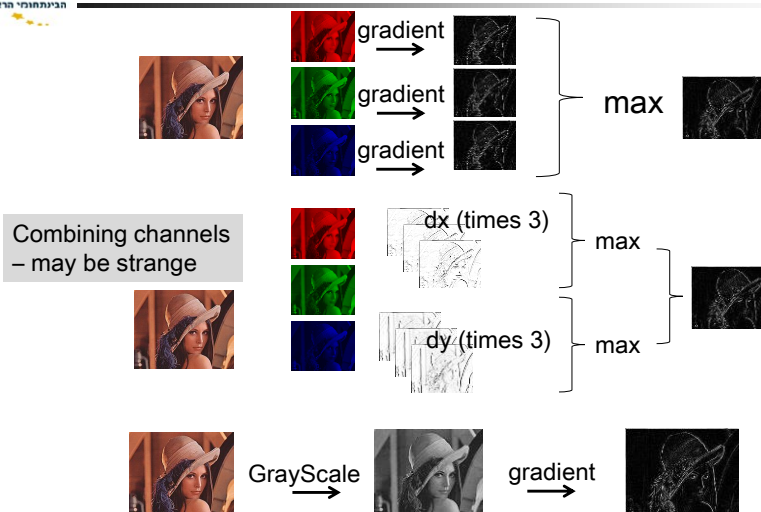 הבינתחומי
gradient
gradient
gradient
max
Combining channels
– may be strange
dx (times 3)
max
dy (times 3)
max
GrayScale
gradient